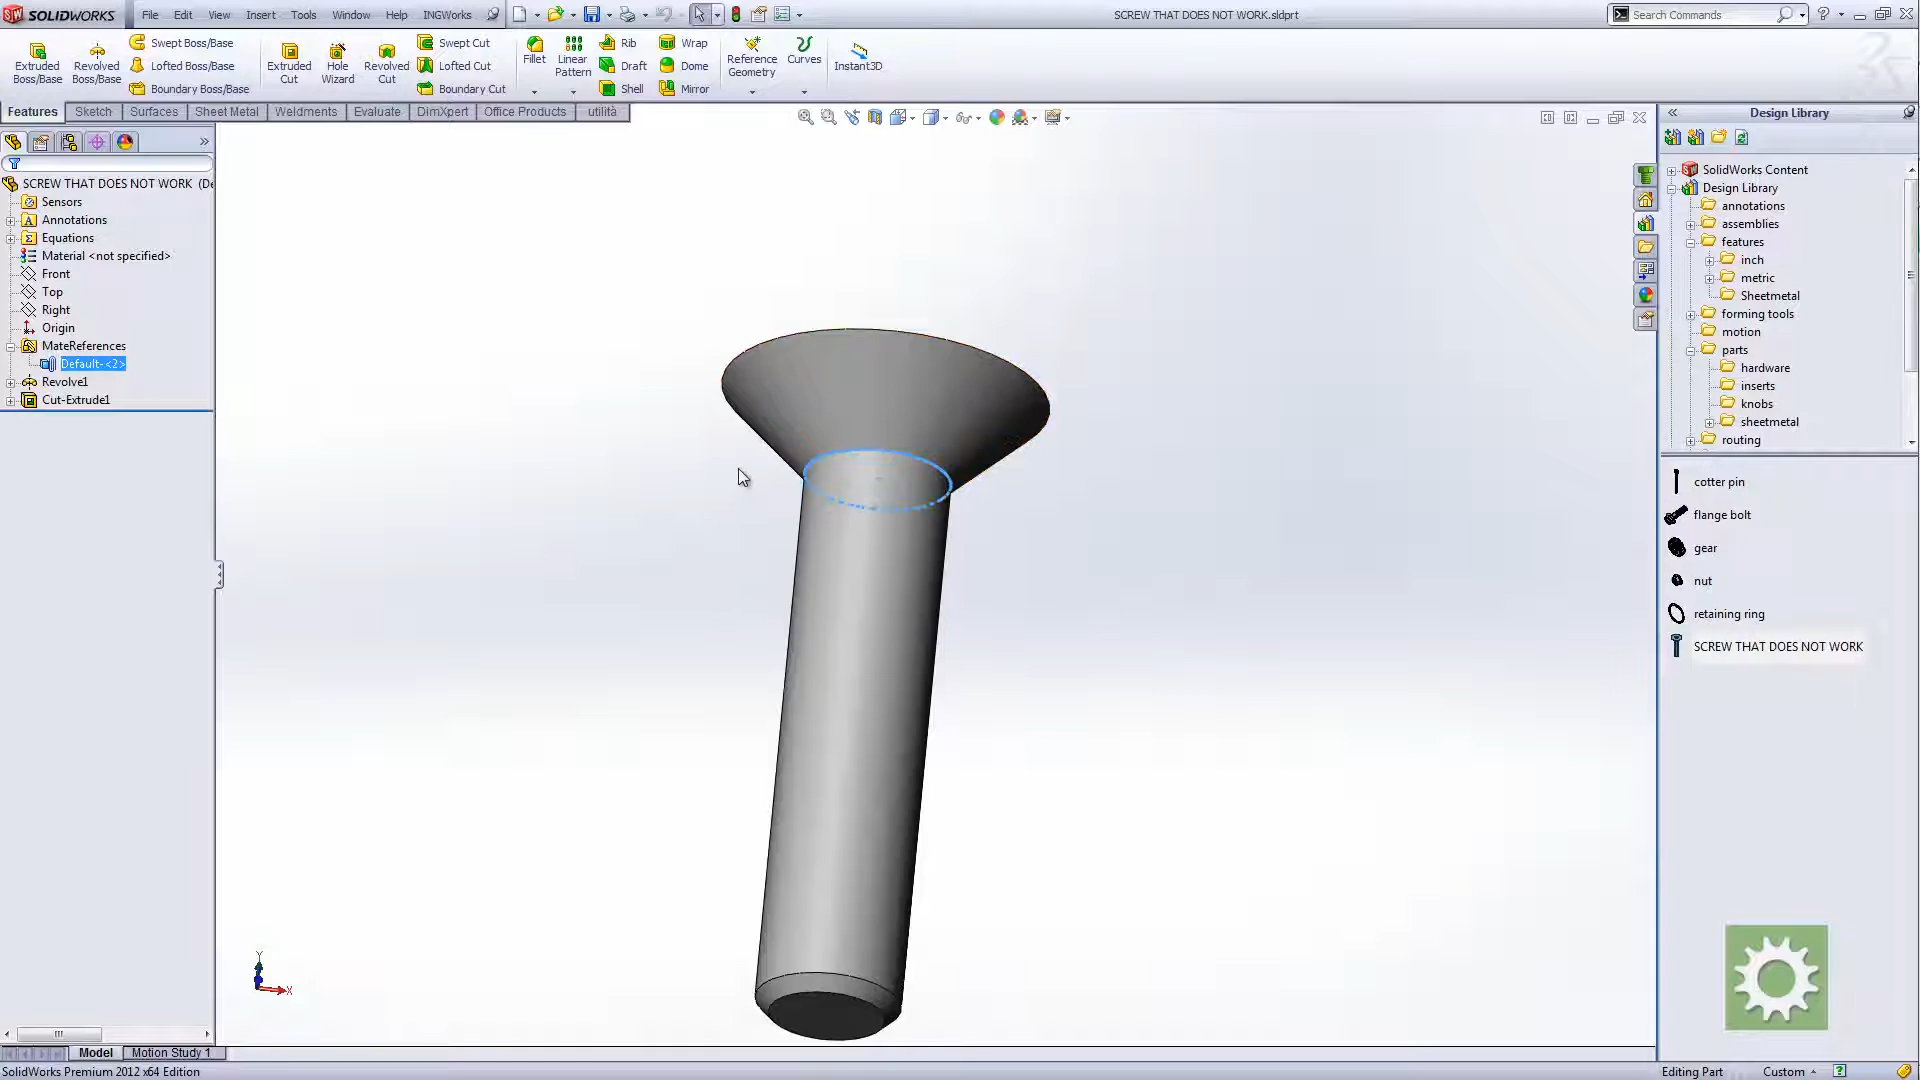 SOLIDWORKS File Edit View Insert Tools Window Help INGWorks SCREW THAT DOES NOT WORK.sldprt Search Commands
Extruded Boss/Base
Revolved Boss/Base
Swept Boss/Base
Lofted Boss/Base
Boundary Boss/Base
Extruded Cut
Hole Wizard
Revolved Cut
Swept Cut
Lofted Cut
Boundary Cut
Fillet
Linear Pattern
Rib
Draft
Shell
Wrap
Dome
Mirror
Reference Geometry
Curves
Instant3D
Features Sketch Surfaces Sheet Metal Weldments Evaluate DimXpert Office Products utilità
SCREW THAT DOES NOT WORK (De
Sensors
Annotations
Equations
Material <not specified>
Front
Top
Right
Origin
MateReferences
Default-<2>
Revolve1
Cut-Extrude1
Y
X
Design Library
SolidWorks Content
Design Library
annotations
assemblies
features
inch
metric
Sheetmetal
forming tools
motion
parts
hardware
inserts
knobs
sheetmetal
routing
cotter pin
flange bolt
gear
nut
retaining ring
SCREW THAT DOES NOT WORK
Model Motion Study 1
SolidWorks Premium 2012 x64 Edition Editing Part Custom